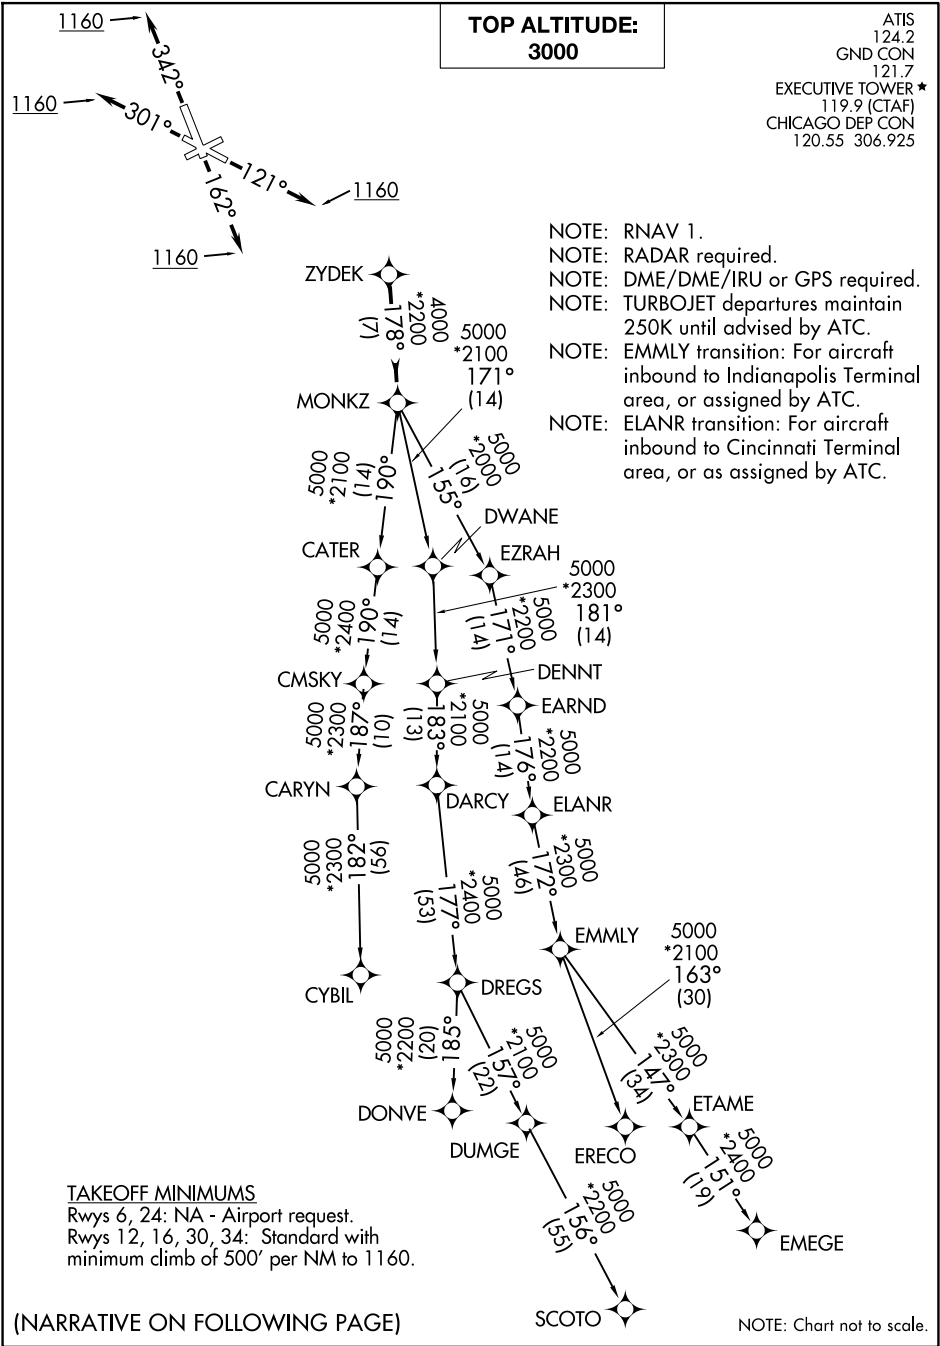 TOP ALTITUDE:
3000
ATIS
124.2
GND CON
121.7
EXECUTIVE TOWER ★
119.9 (CTAF)
CHICAGO DEP CON
120.55 306.925
1160
342°
1160
301°
121°
1160
162°
1160
NOTE: RNAV 1.
NOTE: RADAR required.
NOTE: DME/DME/IRU or GPS required.
NOTE: TURBOJET departures maintain
250K until advised by ATC.
NOTE: EMMLY transition: For aircraft
inbound to Indianapolis Terminal
area, or assigned by ATC.
NOTE: ELANR transition: For aircraft
inbound to Cincinnati Terminal
area, or as assigned by ATC.
ZYDEK
4000
*2200
178°
(7)
5000
*2100
171°
(14)
MONKZ
5000
*2100
(14)
190°
5000
*2000
(16)
155°
CATER
DWANE
EZRAH
5000
*2300
181°
(14)
5000
*2400
190°
(14)
5000
*2200
171°
(14)
CMSKY
DENNT
EARND
5000
*2300
187°
(10)
5000
*2100
183°
(13)
5000
*2200
176°
(14)
CARYN
DARCY
ELANR
5000
*2300
182°
(56)
5000
*2400
177°
(53)
5000
*2300
172°
(46)
EMMLY
5000
*2100
163°
(30)
CYBIL
DREGS
5000
*2200
(20)
185°
5000
*2100
157°
(22)
5000
*2300
147°
(34)
DONVE
DUMGE
ERECO
ETAME
5000
*2400
151°
(19)
5000
*2200
156°
(55)
EMEGE
SCOTO
TAKEOFF MINIMUMS
Rwys 6, 24: NA - Airport request.
Rwys 12, 16, 30, 34: Standard with
minimum climb of 500' per NM to 1160.
(NARRATIVE ON FOLLOWING PAGE)
NOTE: Chart not to scale.